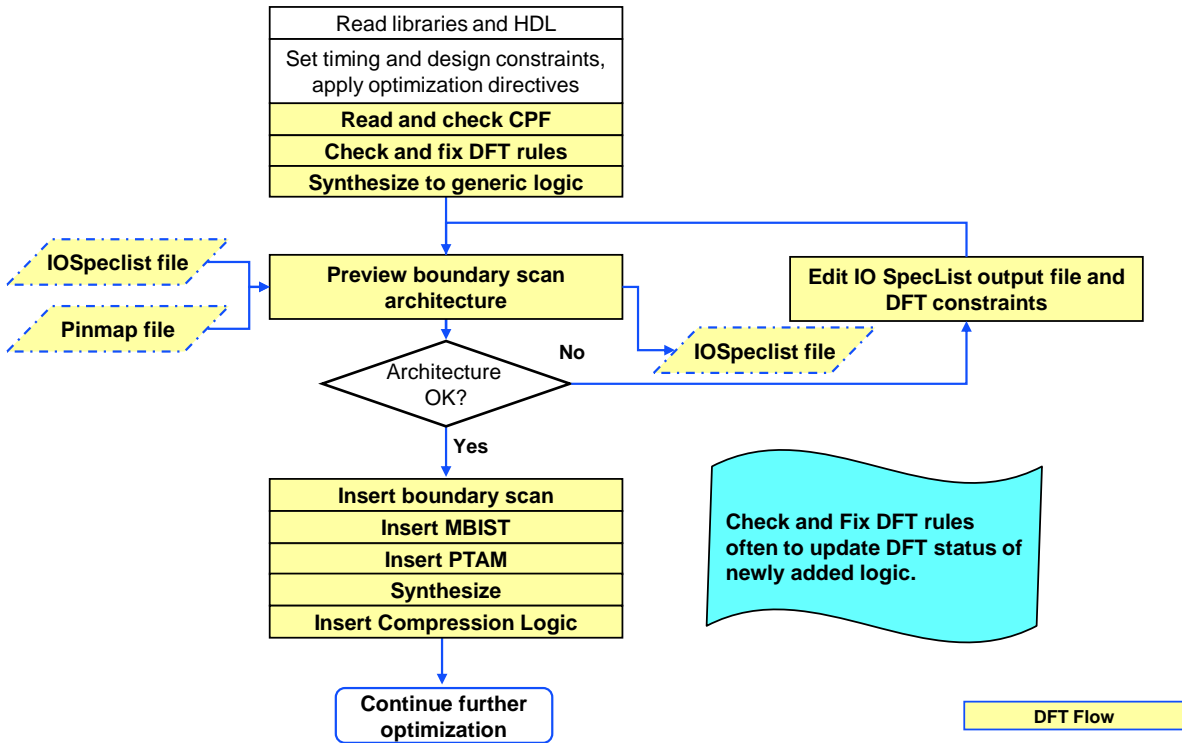 Read libraries and HDL
Set timing and design constraints,
apply optimization directives
Read and check CPF
Check and fix DFT rules
Synthesize to generic logic
IOSpeclist file
Pinmap file
Preview boundary scan
architecture
Edit IO SpecList output file and
DFT constraints
IOSpeclist file
No
Architecture
OK?
Yes
Insert boundary scan
Insert MBIST
Insert PTAM
Synthesize
Insert Compression Logic
Check and Fix DFT rules
often to update DFT status of
newly added logic.
Continue further
optimization
DFT Flow